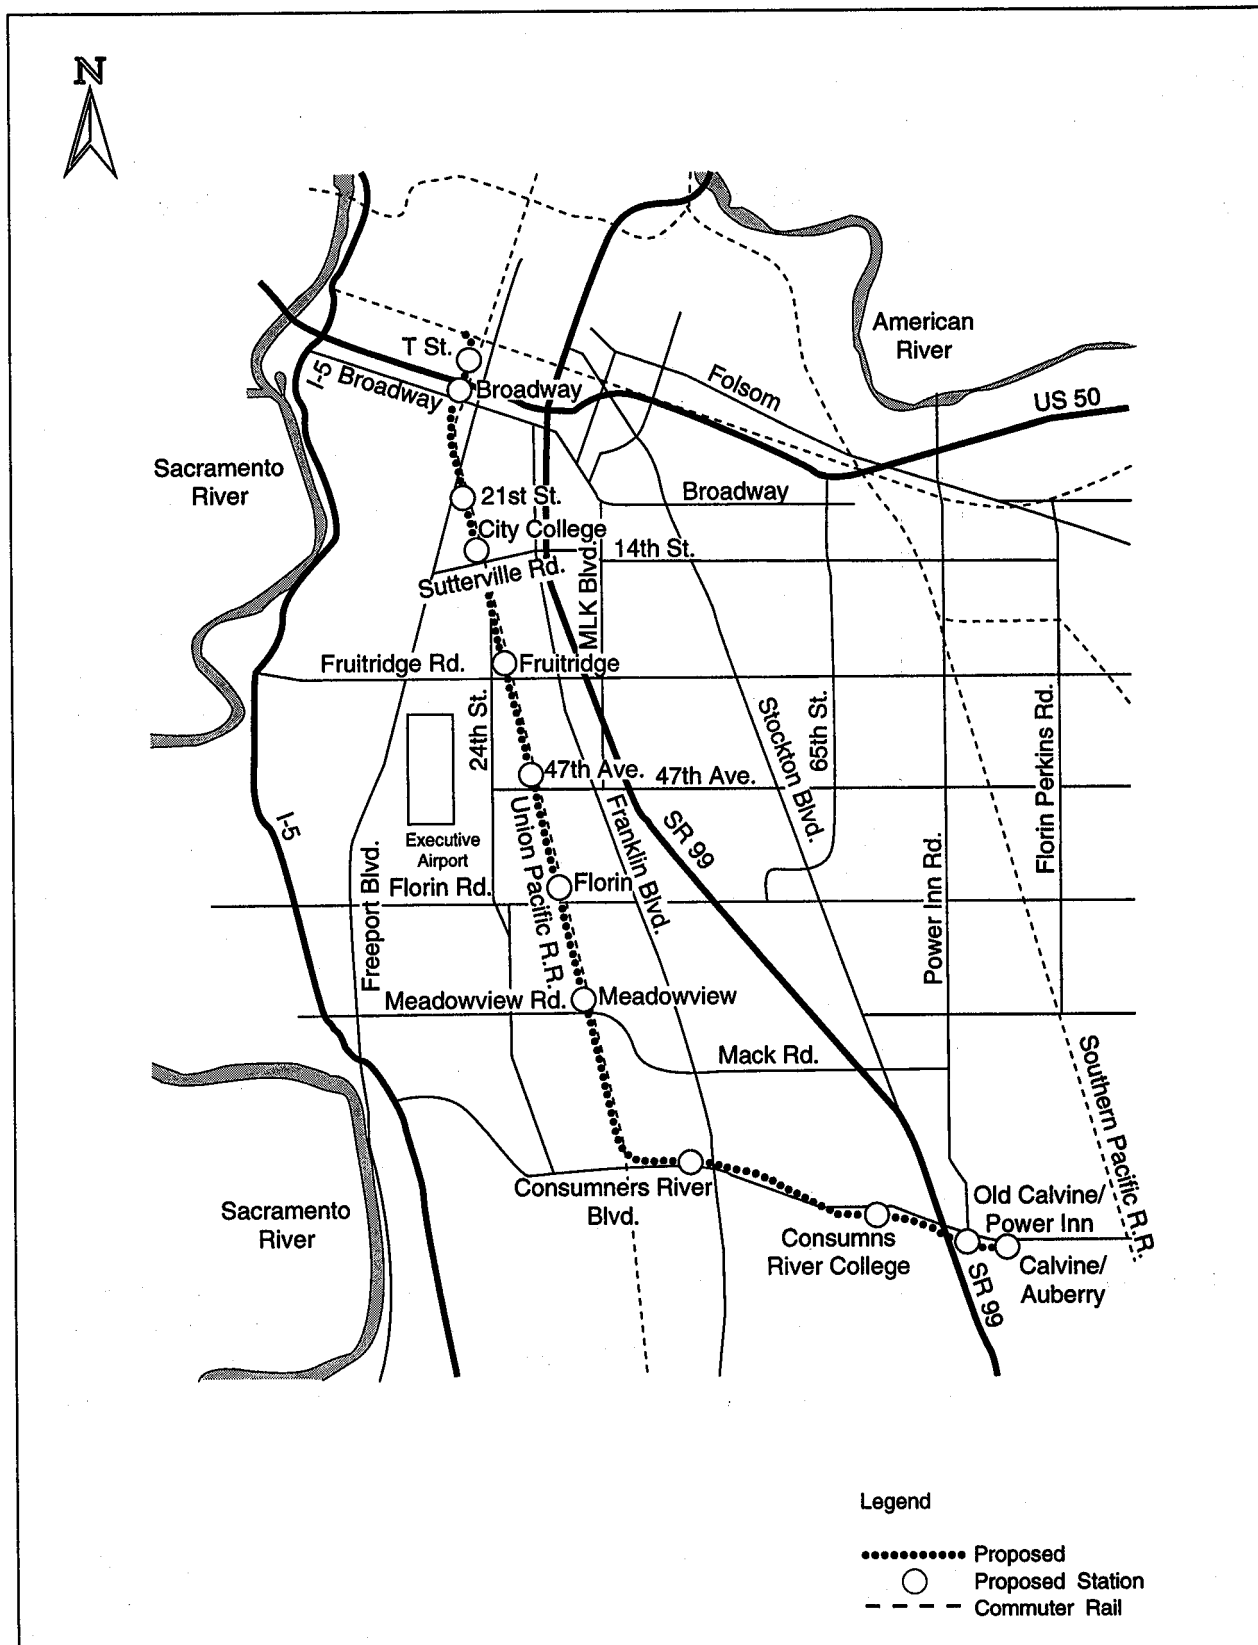 N
American
River
T St.
Folsom
I-5
Broadway
Broadway
US 50
Sacramento
River
21st St.
Broadway
City College
14th St.
Sutterville Rd.
MLK Blvd.
Fruitridge Rd.
Fruitridge
24th St.
Stockton Blvd.
65th St.
Florin Perkins Rd.
47th Ave.
47th Ave.
I-5
Executive
Airport
Union Pacific R.R.
Franklin Blvd.
SR 99
Freeport Blvd.
Florin Rd.
Florin
Power Inn Rd.
Meadowview Rd.
Meadowview
Mack Rd.
Southern Pacific R.R.
Consumners River
Blvd.
Sacramento
River
Old Calvine/
Power Inn
Consumns
River College
SR 99
Calvine/
Auberry
Legend
Proposed
Proposed Station
Commuter Rail